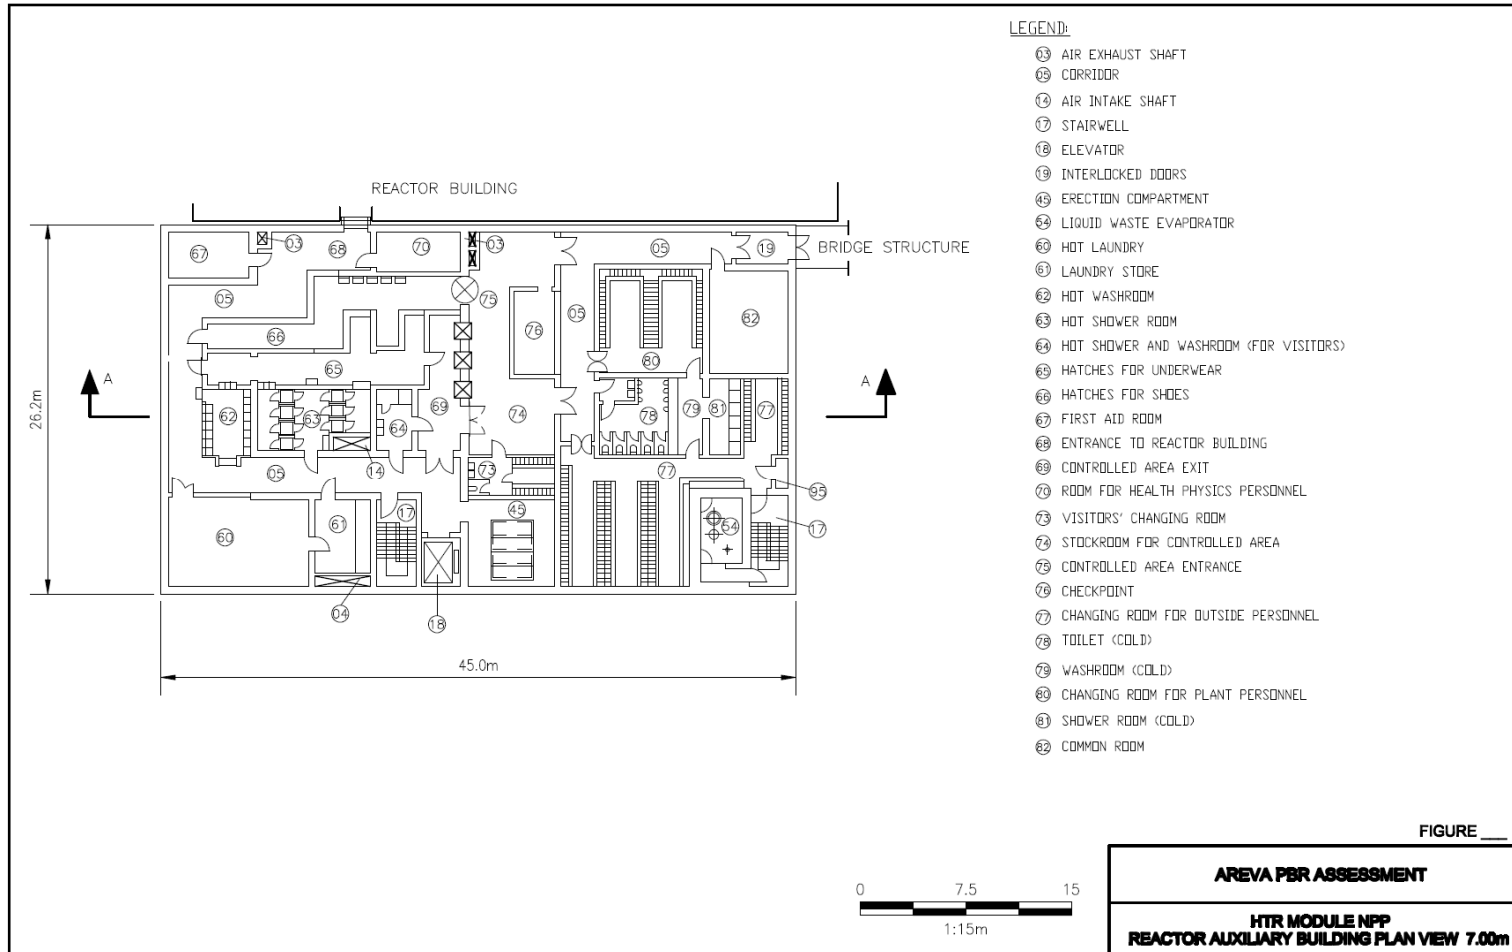 LEGEND:
03 AIR EXHAUST SHAFT
05 CORRIDOR
14 AIR INTAKE SHAFT
17 STAIRWELL
18 ELEVATOR
19 INTERLOCKED DOORS
45 ERECTION COMPARTMENT
54 LIQUID WASTE EVAPORATOR
60 HOT LAUNDRY
61 LAUNDRY STORE
62 HOT WASHROOM
63 HOT SHOWER ROOM
64 HOT SHOWER AND WASHROOM (FOR VISITORS)
65 HATCHES FOR UNDERWEAR
66 HATCHES FOR SHOES
67 FIRST AID ROOM
68 ENTRANCE TO REACTOR BUILDING
69 CONTROLLED AREA EXIT
70 ROOM FOR HEALTH PHYSICS PERSONNEL
73 VISITORS' CHANGING ROOM
74 STOCKROOM FOR CONTROLLED AREA
75 CONTROLLED AREA ENTRANCE
76 CHECKPOINT
77 CHANGING ROOM FOR OUTSIDE PERSONNEL
78 TOILET (COLD)
79 WASHROOM (COLD)
80 CHANGING ROOM FOR PLANT PERSONNEL
81 SHOWER ROOM (COLD)
82 COMMON ROOM
REACTOR BUILDING
67 03 68 70 03 05 19 BRIDGE STRUCTURE
05 75 05 82
66 76
65 80
A A
26.2m
62 63 64 69 74 78 79 81 77
05 14 73 77 95
60 61 17 45 54 17
04 18
45.0m
0 7.5 15
1:15m
FIGURE ___
AREVA PBR ASSESSMENT
HTR MODULE NPP
REACTOR AUXILIARY BUILDING PLAN VIEW 7.00m